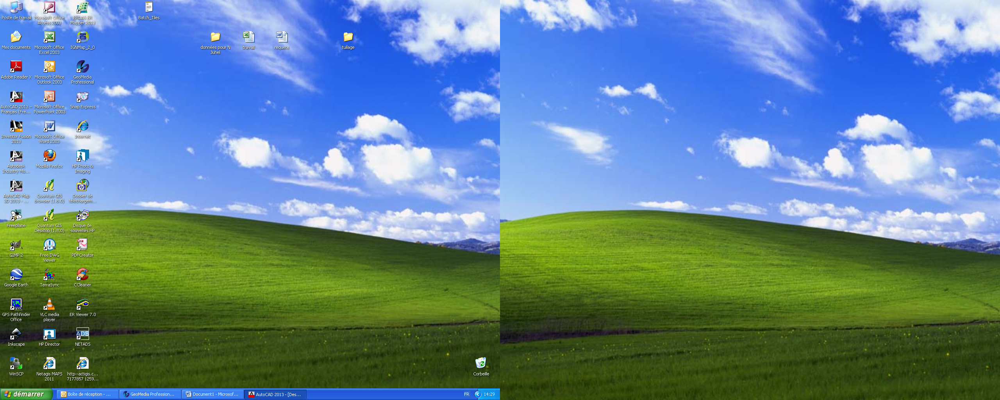 Poste de travail
Microsoft Office
Access 2003
ERDAS ER
Mapper 2013
Batch_Tiles
Mes documents
Microsoft Office
Excel 2003
IGNMap_2_0
données pour N
Juhel
travail
requete
tuilage
Adobe Reader X
Microsoft Office
Outlook 2003
GeoMedia
Professional
AutoCAD 2013 –
Français (Fre...
Microsoft Office
PowerPoint 2003
Snap Express
Inventor Fusion
2013
Microsoft Office
Word 2003
Internet
Autodesk
Industry Mo...
Mozilla Firefox
HP Photo &
Imaging
AutoCAD Map
3D 2013 - ...
Quantum GIS
Browser (1.8.0)
Dossier de
téléchargem...
Freeplane
Quantum GIS
Desktop (1.8.0)
Disque de
souvenirs HP
GIMP 2
Free DWG
Viewer
PDFCreator
Google Earth
TerraSync
CCleaner
GPS Pathfinder
Office
VLC media
player
ER Viewer 7.0
Inkscape
HP Director
ADS
NETADS
WinSCP
Netagis MAPS
2011
http--actigis.c...
7177857 1259...
Corbeille
démarrer
Boîte de réception - ...
GeoMedia Profession...
Document1 - Microsof...
AutoCAD 2013 - [Des...
FR
14:29